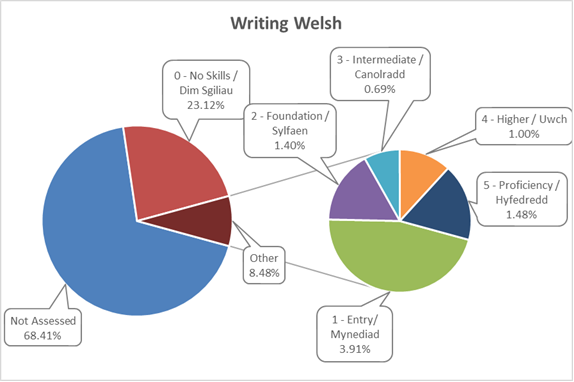 Writing Welsh
0 - No Skills /
Dim Sgiliau
23.12%
3 - Intermediate /
Canolradd
0.69%
2 - Foundation /
Sylfaen
1.40%
4 - Higher / Uwch
1.00%
5 - Proficiency /
Hyfedredd
1.48%
Other
8.48%
Not Assessed
68.41%
1 - Entry/
Mynediad
3.91%